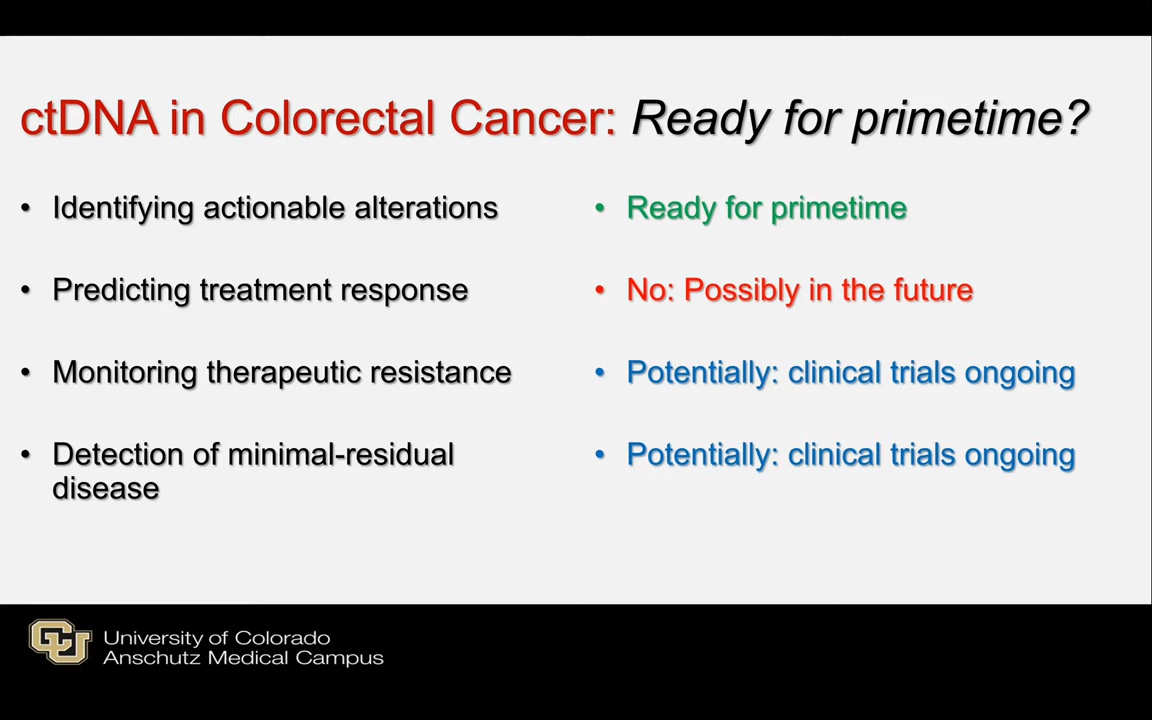 ctDNA in Colorectal Cancer: Ready for primetime?
• Identifying actionable alterations
• Ready for primetime
• Predicting treatment response
• No: Possibly in the future
• Monitoring therapeutic resistance
• Potentially: clinical trials ongoing
• Detection of minimal-residual
disease
• Potentially: clinical trials ongoing
CU
University of Colorado
Anschutz Medical Campus